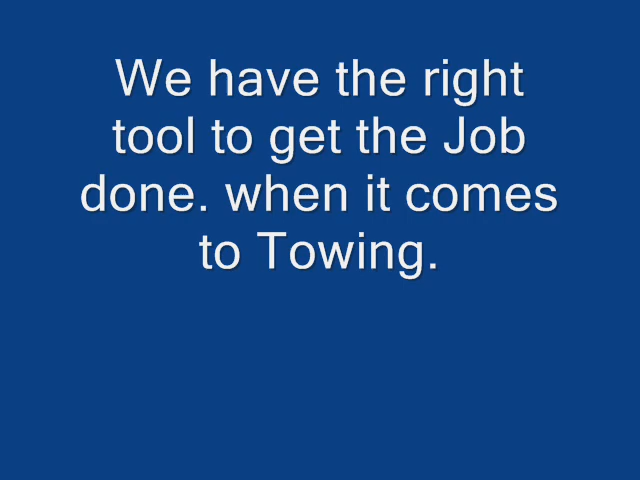 We have the right
tool to get the Job
done. when it comes
to Towing.